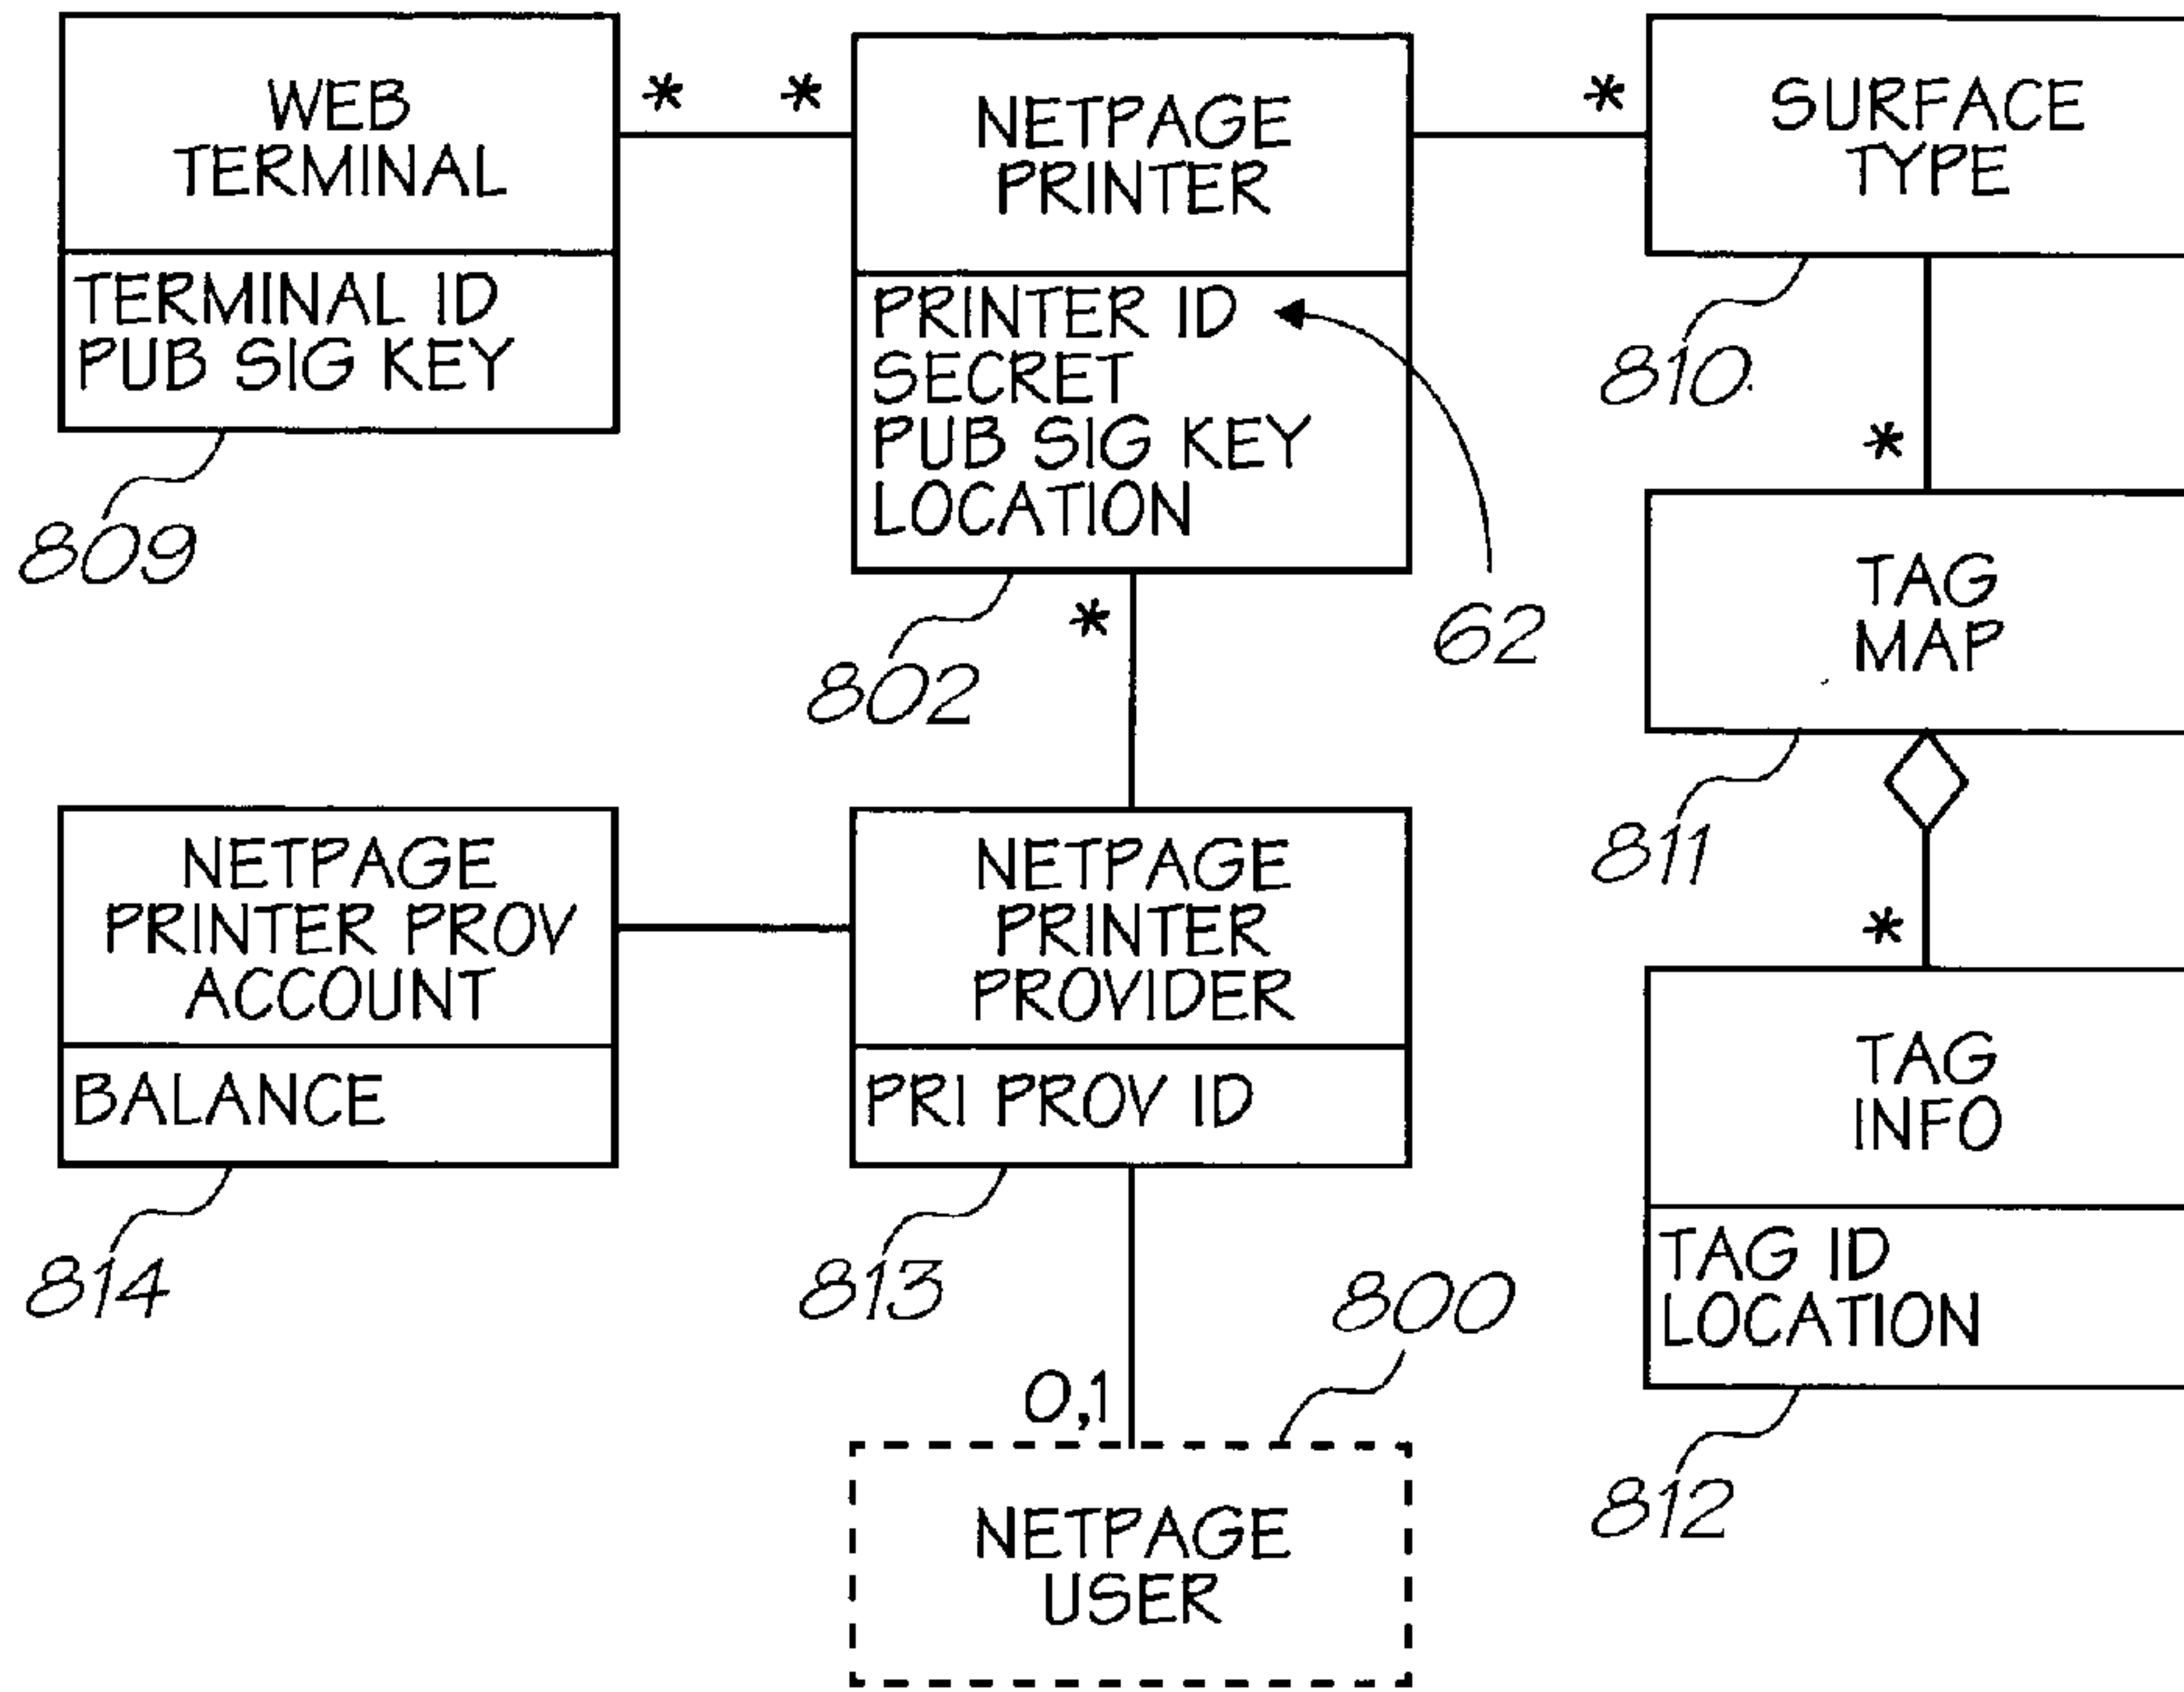 WEB
TERMINAL
TERMINAL ID
PUB SIG KEY
809
*
*
NETPAGE
PRINTER
PRINTER ID
SECRET
PUB SIG KEY
LOCATION
62
802
*
*
SURFACE
TYPE
810
*
TAG
MAP
811
*
TAG
INFO
TAG ID
LOCATION
812
NETPAGE
PRINTER PROV
ACCOUNT
BALANCE
814
NETPAGE
PRINTER
PROVIDER
PRI PROV ID
813
800
0,1
NETPAGE
USER